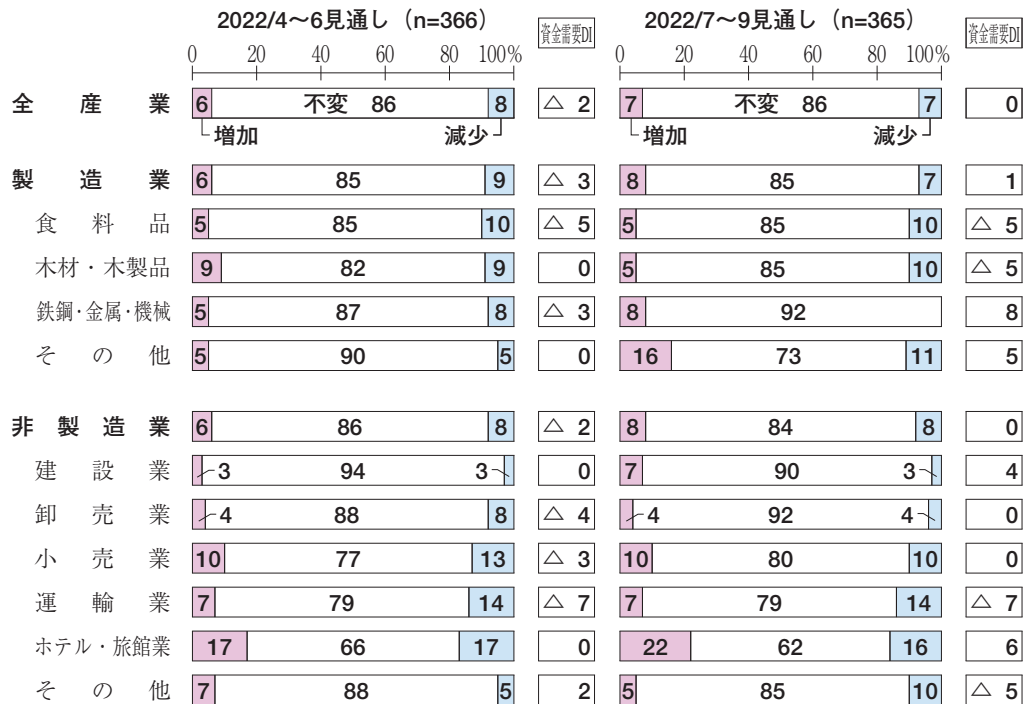 2022/4～6見通し（n=366） 資金需要DI 2022/7～9見通し（n=365） 資金需要DI
0 20 40 60 80 100% 0 20 40 60 80 100%
全産業 6 不変 86 8 △ 2 7 不変 86 7 0
増加 減少 増加 減少
製造業 6 85 9 △ 3 8 85 7 1
食料品 5 85 10 △ 5 5 85 10 △ 5
木材・木製品 9 82 9 0 5 85 10 △ 5
鉄鋼・金属・機械 5 87 8 △ 3 8 92 8
その他 5 90 5 0 16 73 11 5
非製造業 6 86 8 △ 2 8 84 8 0
建設業 3 94 3 0 7 90 3 4
卸売業 4 88 8 △ 4 4 92 4 0
小売業 10 77 13 △ 3 10 80 10 0
運輸業 7 79 14 △ 7 7 79 14 △ 7
ホテル・旅館業 17 66 17 0 22 62 16 6
その他 7 88 5 2 5 85 10 △ 5